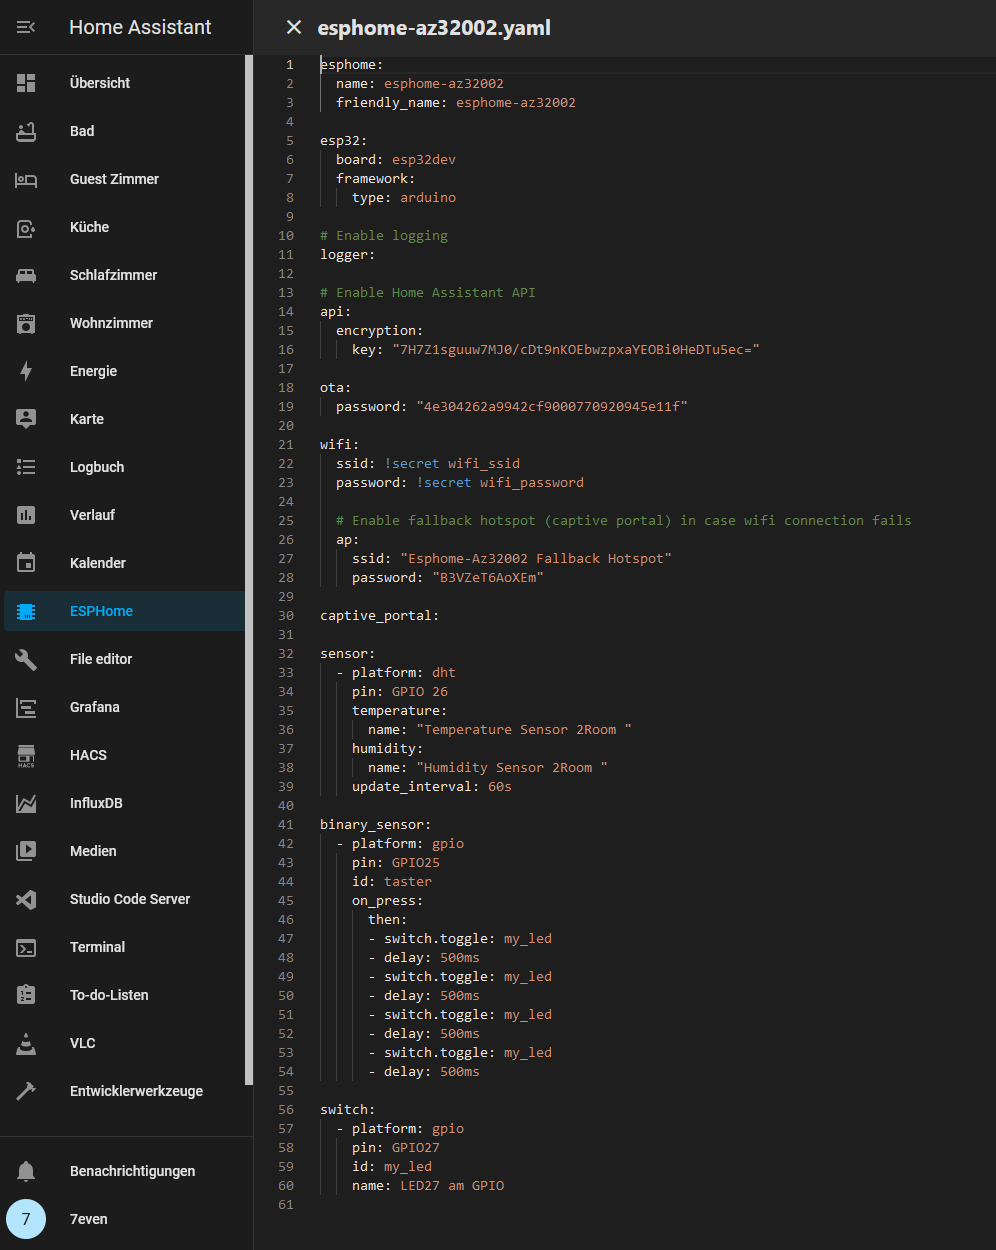 Home Assistant
Übersicht
Bad
Guest Zimmer
Küche
Schlafzimmer
Wohnzimmer
Energie
Karte
Logbuch
Verlauf
Kalender
ESPHome
File editor
Grafana
HACS
HACS
InfluxDB
Medien
Studio Code Server
Terminal
To-do-Listen
VLC
Entwicklerwerkzeuge
Benachrichtigungen
7 7even
esphome-az32002.yaml
1 esphome:
2   name: esphome-az32002
3   friendly_name: esphome-az32002
4
5 esp32:
6   board: esp32dev
7   framework:
8     type: arduino
9
10 # Enable logging
11 logger:
12
13 # Enable Home Assistant API
14 api:
15   encryption:
16     key: "7H7Z1sguuw7MJ0/cDt9nKOEbwzpxaYEOBi0HeDTu5ec="
17
18 ota:
19   password: "4e304262a9942cf9000770920945e11f"
20
21 wifi:
22   ssid: !secret wifi_ssid
23   password: !secret wifi_password
24
25   # Enable fallback hotspot (captive portal) in case wifi connection fails
26   ap:
27     ssid: "Esphome-Az32002 Fallback Hotspot"
28     password: "B3VZeT6AoXEm"
29
30 captive_portal:
31
32 sensor:
33   - platform: dht
34     pin: GPIO 26
35     temperature:
36       name: "Temperature Sensor 2Room "
37     humidity:
38       name: "Humidity Sensor 2Room "
39     update_interval: 60s
40
41 binary_sensor:
42   - platform: gpio
43     pin: GPIO25
44     id: taster
45     on_press:
46       then:
47       - switch.toggle: my_led
48       - delay: 500ms
49       - switch.toggle: my_led
50       - delay: 500ms
51       - switch.toggle: my_led
52       - delay: 500ms
53       - switch.toggle: my_led
54       - delay: 500ms
55
56 switch:
57   - platform: gpio
58     pin: GPIO27
59     id: my_led
60     name: LED27 am GPIO
61